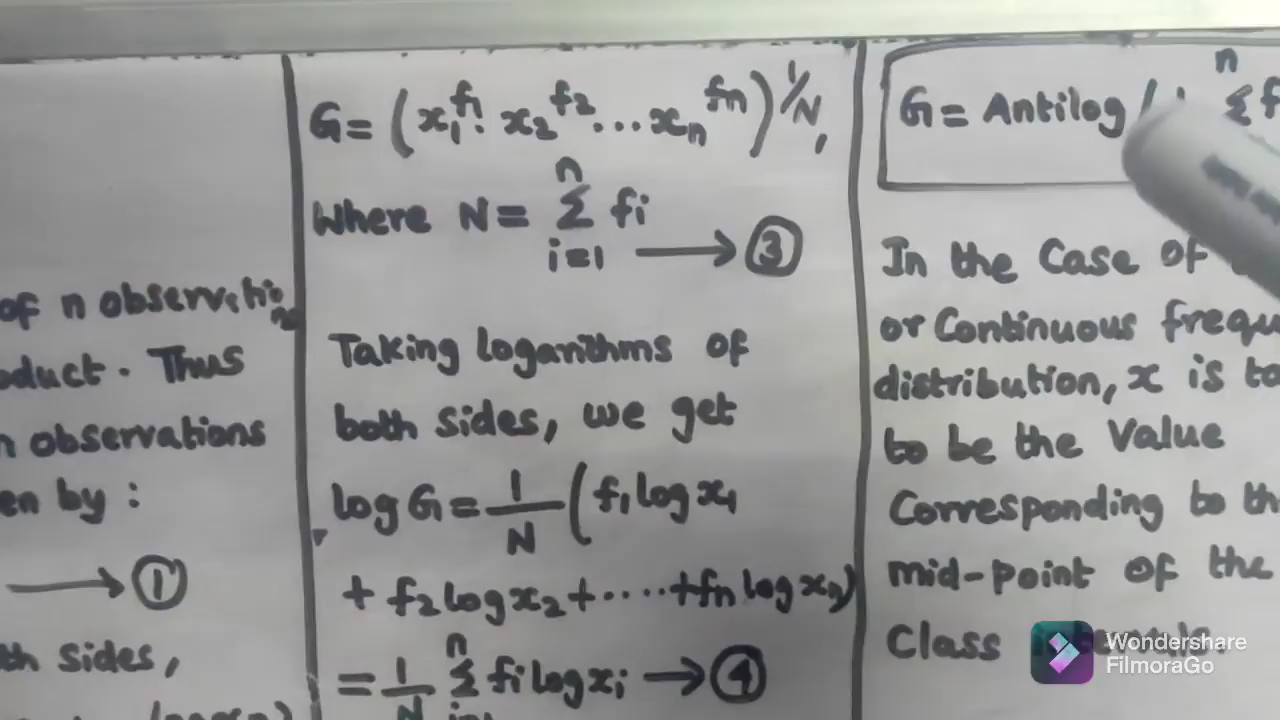 of n observations
oduct. Thus
n observations
en by:
→ ①
th sides,
G = (x₁^f₁. x₂^f₂ ... xₙ^fn)^1/N,
Where N = n Σ i=1 fi → ③
Taking logarithms of
both sides, we get
log G = 1/N (f₁ log x₁
+ f₂ log x₂ + .... + fn log xₙ)
= 1/N n Σ i=1 fi log xi → ④
G = Antilog ( n Σ f
In the Case of
or Continuous frequ
distribution, x is to
to be the Value
Corresponding to th
mid-point of the
Class
Wondershare
FilmoraGo